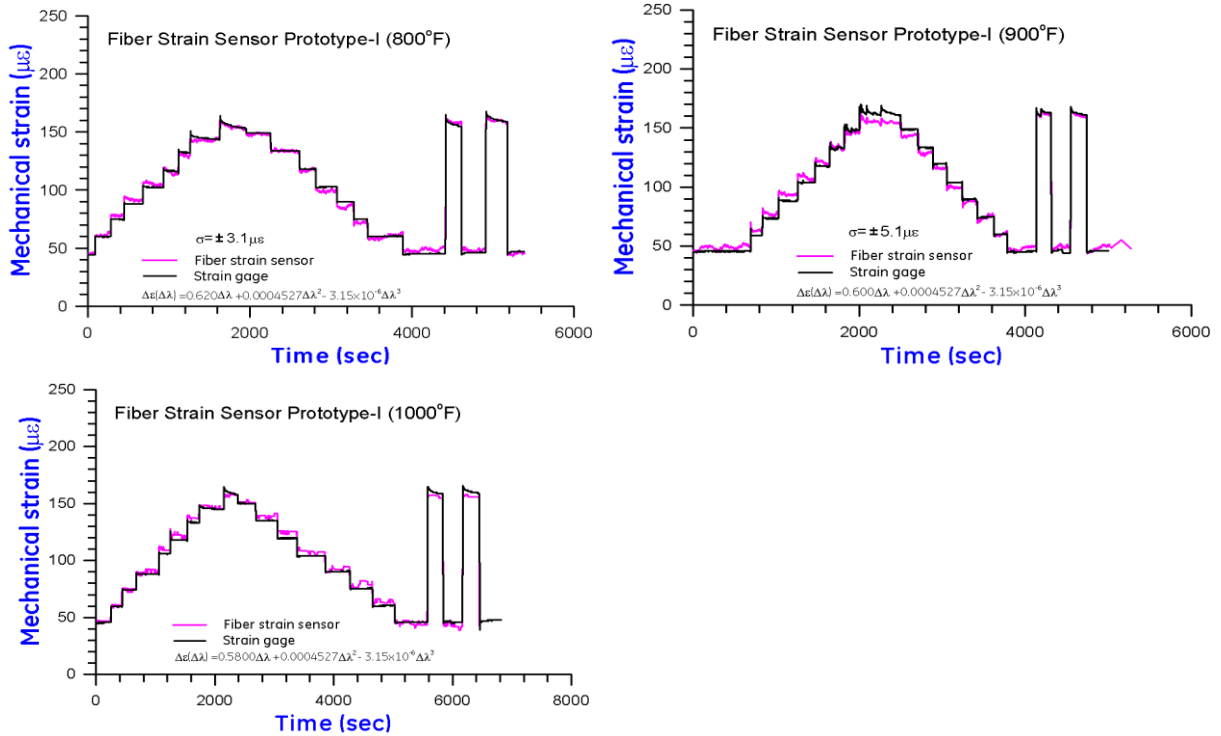 Fiber Strain Sensor Prototype-I (800°F)
Mechanical strain (με)
250
200
150
100
50
0
σ= ±3.1με
Fiber strain sensor
Strain gage
Δε(Δλ) =0.620Δλ +0.0004527Δλ² - 3.15×10⁻⁶Δλ³
0 2000 4000 6000
Time (sec)
Fiber Strain Sensor Prototype-I (900°F)
Mechanical strain (με)
250
200
150
100
50
0
σ= ±5.1με
Fiber strain sensor
Strain gage
Δε(Δλ) =0.600Δλ +0.0004527Δλ² - 3.15×10⁻⁶Δλ³
0 2000 4000 6000
Time (sec)
Fiber Strain Sensor Prototype-I (1000°F)
Mechanical strain (με)
250
200
150
100
50
0
Fiber strain sensor
Strain gage
Δε(Δλ) =0.5800Δλ +0.0004527Δλ² - 3.15×10⁻⁶Δλ³
0 2000 4000 6000 8000
Time (sec)